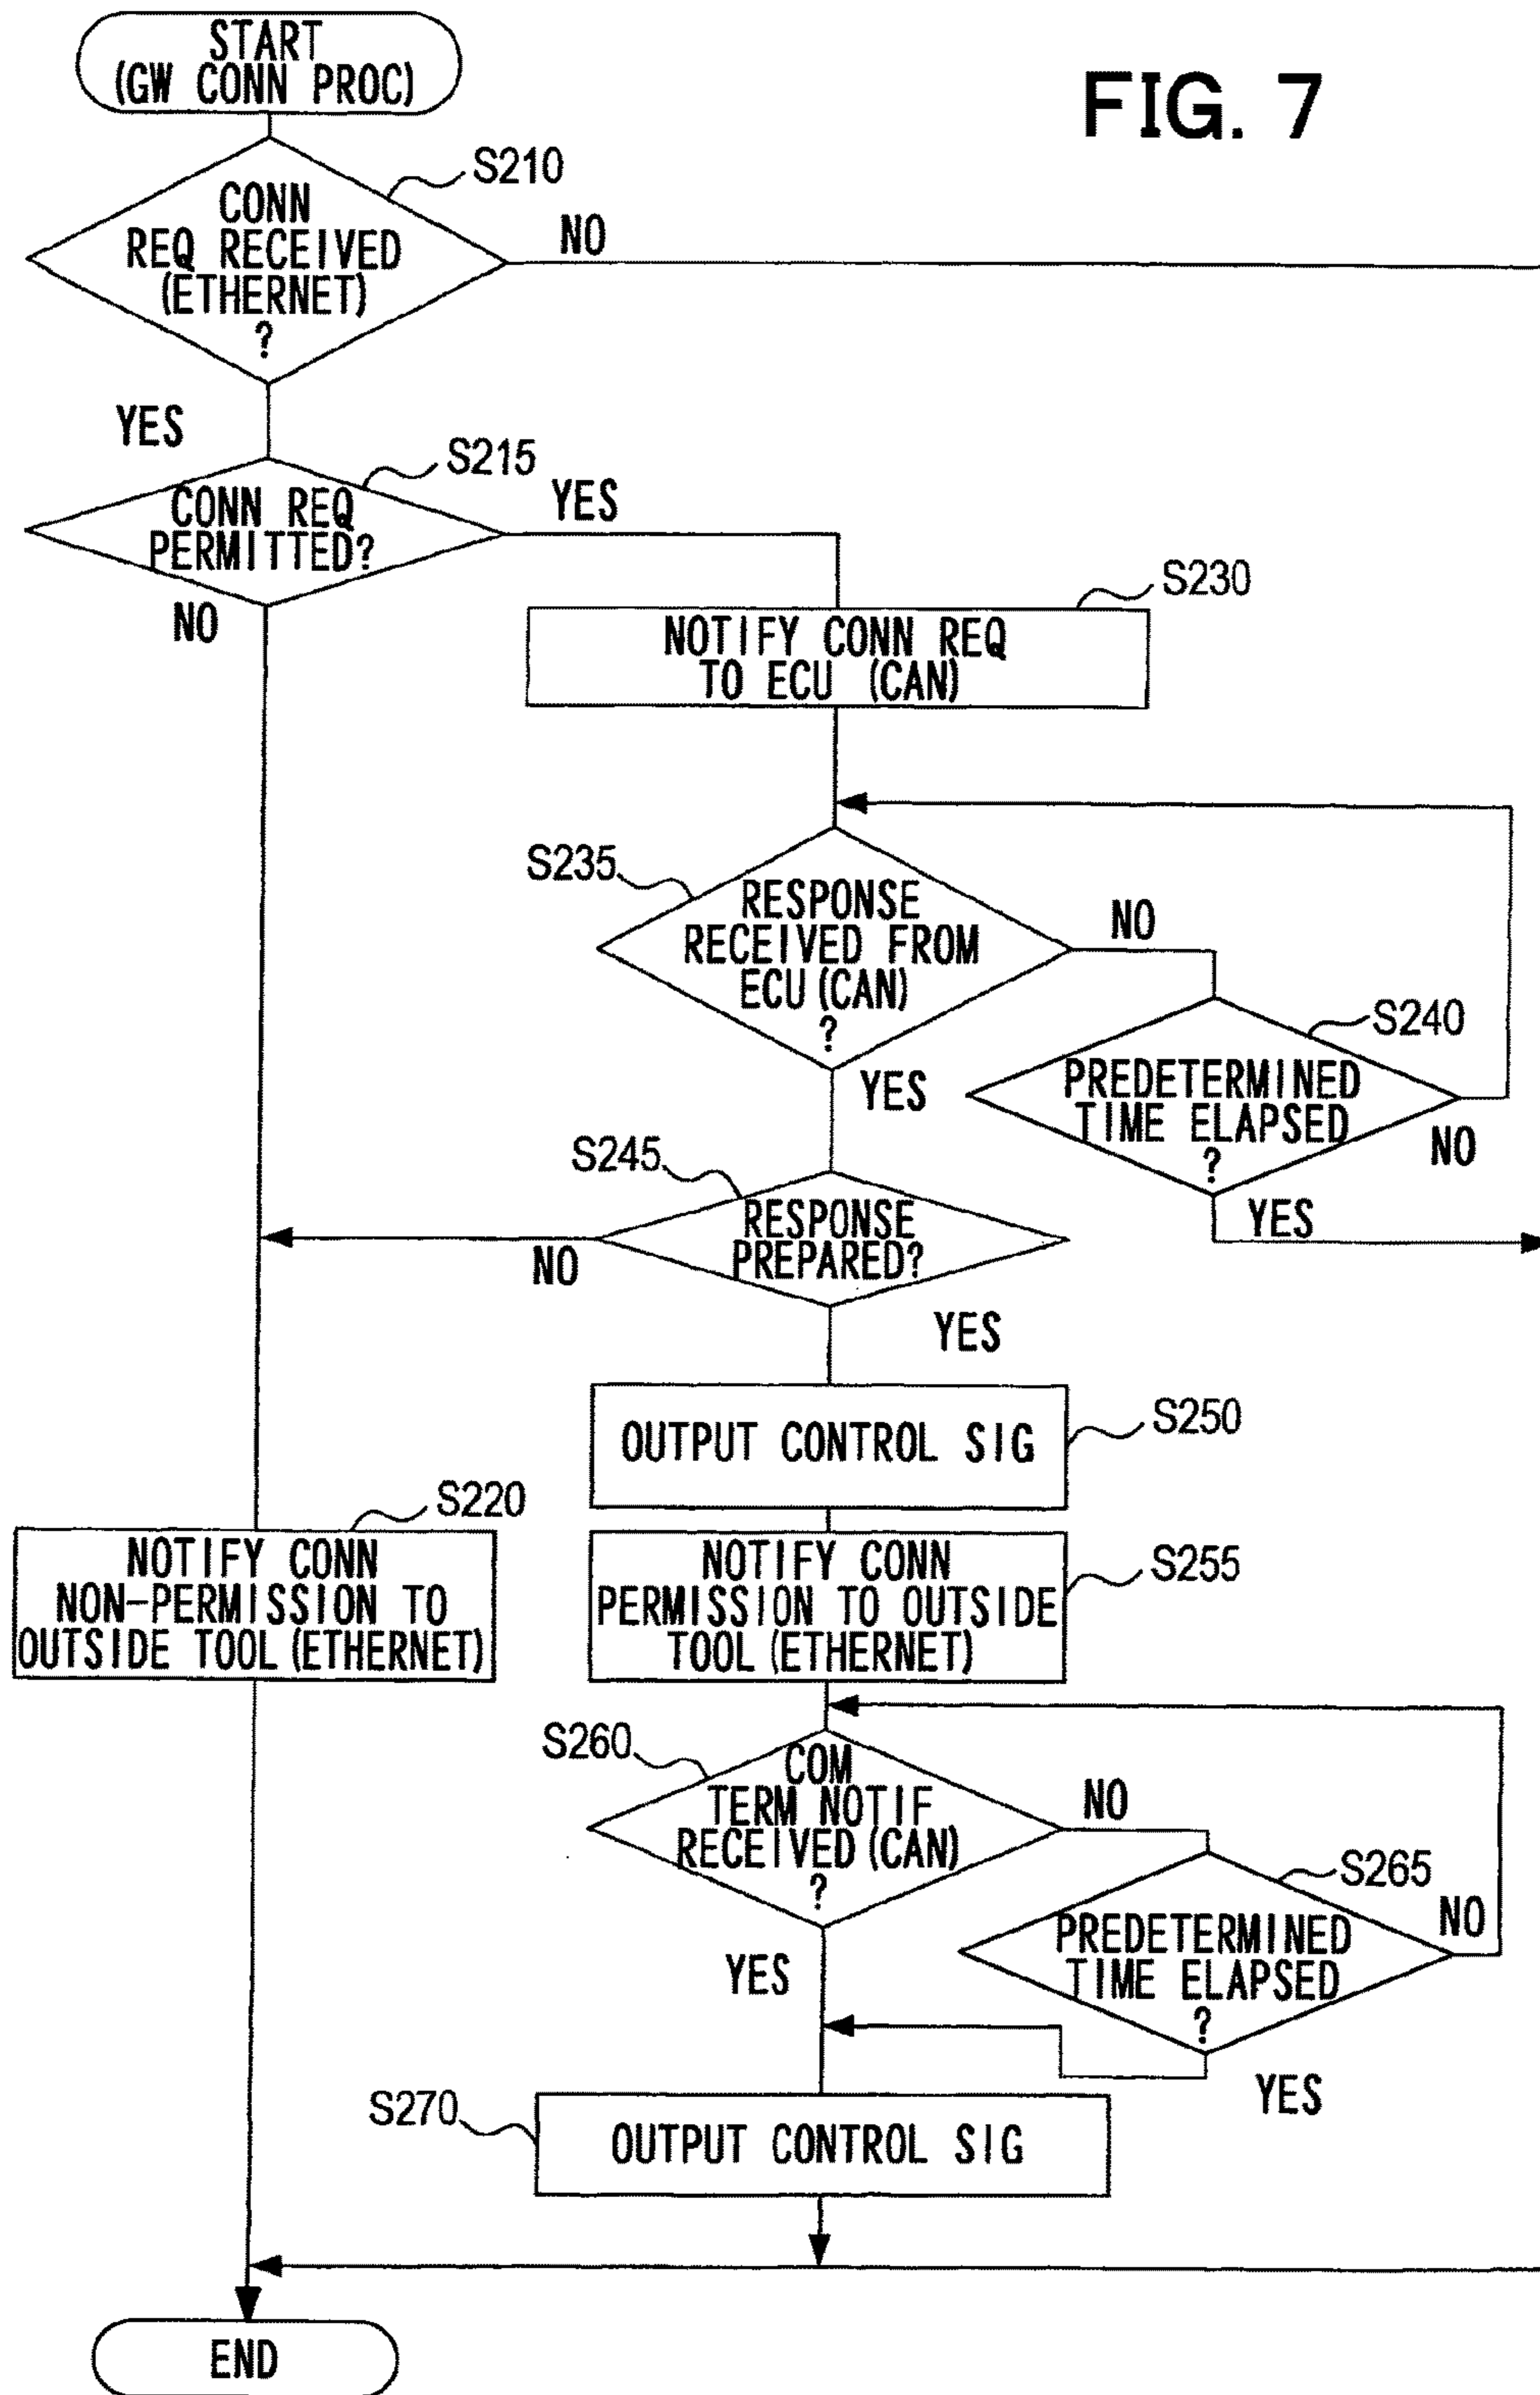 START
(GW CONN PROC)
FIG. 7
S210
CONN
REQ RECEIVED
(ETHERNET)
?
NO
YES
S215
CONN REQ
PERMITTED?
YES
NO
S230
NOTIFY CONN REQ
TO ECU (CAN)
S235
RESPONSE
RECEIVED FROM
ECU (CAN)
?
NO
YES
S240
PREDETERMINED
TIME ELAPSED
?
NO
YES
S245
RESPONSE
PREPARED?
NO
YES
OUTPUT CONTROL SIG
S250
S220
NOTIFY CONN
NON-PERMISSION TO
OUTSIDE TOOL (ETHERNET)
NOTIFY CONN
PERMISSION TO OUTSIDE
TOOL (ETHERNET)
S255
S260
COM
TERM NOTIF
RECEIVED (CAN)
?
NO
YES
S265
PREDETERMINED
TIME ELAPSED
?
NO
YES
S270
OUTPUT CONTROL SIG
END